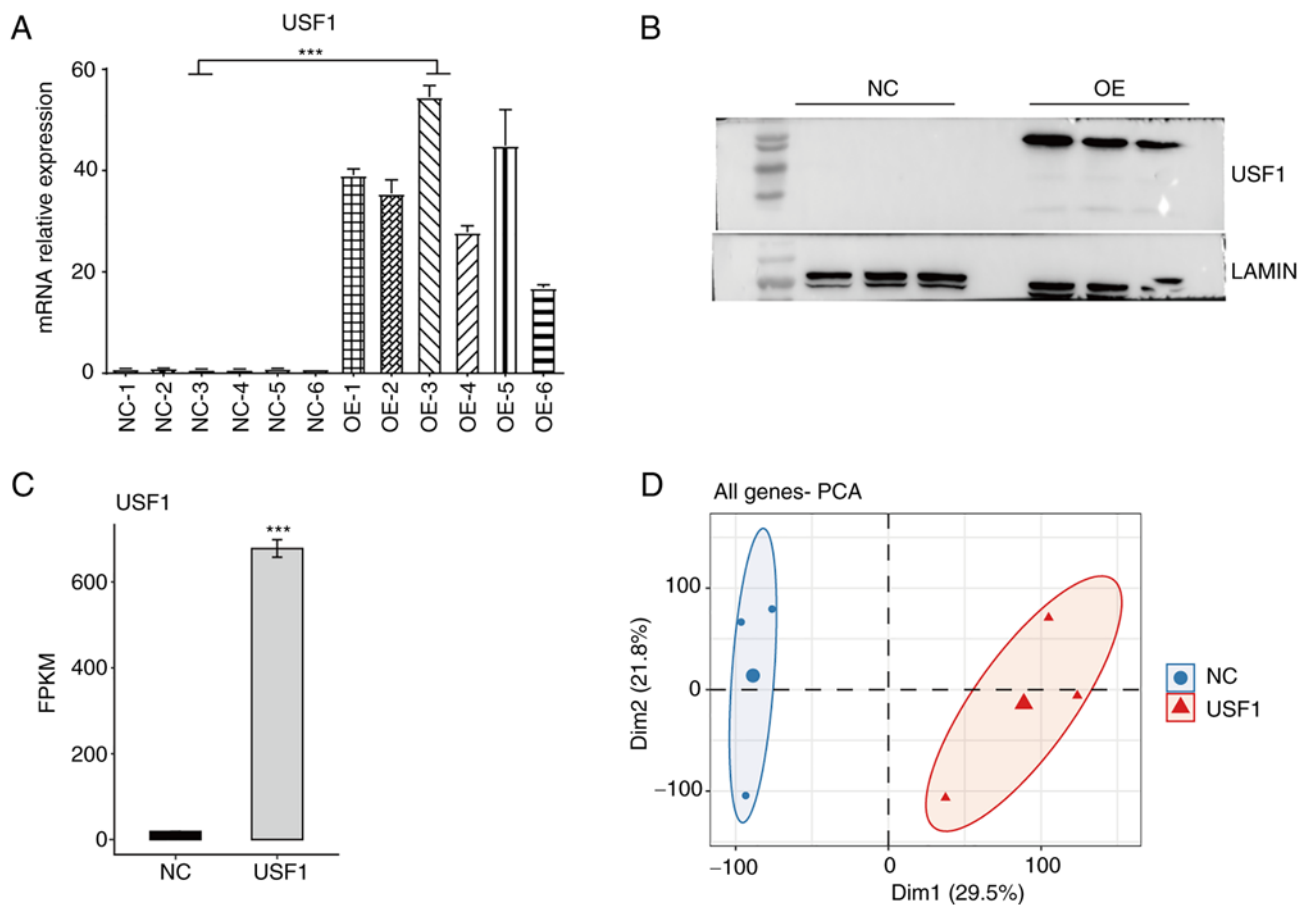 A
USF1
***
mRNA relative expression
60
40
20
0
NC-1
NC-2
NC-3
NC-4
NC-5
NC-6
OE-1
OE-2
OE-3
OE-4
OE-5
OE-6
B
NC
OE
USF1
LAMIN
C
USF1
***
FPKM
600
400
200
0
NC
USF1
D
All genes- PCA
Dim2 (21.8%)
100
0
−100
−100
0
100
Dim1 (29.5%)
NC
USF1